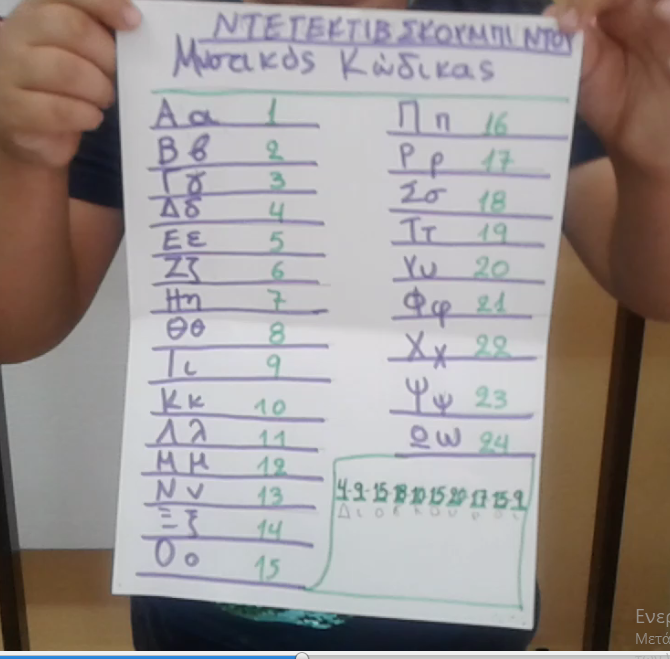 ΝΤΕΤΕΚΤΙΒ ΣΚΟΥΜΠΙ ΝΤΟΥ
Μυστικός Κώδικας
Α α 1
Β β 2
Γ γ 3
Δ δ 4
Ε ε 5
Ζ ζ 6
Η η 7
Θ θ 8
Ι ι 9
Κ κ 10
Λ λ 11
Μ μ 12
Ν ν 13
Ξ ξ 14
Ο ο 15
Π π 16
Ρ ρ 17
Σ σ 18
Τ τ 19
Υ υ 20
Φ φ 21
Χ χ 22
Ψ ψ 23
Ω ω 24
4-9-15-18-10-15-20-17-15-9
Ενερ
Μετά